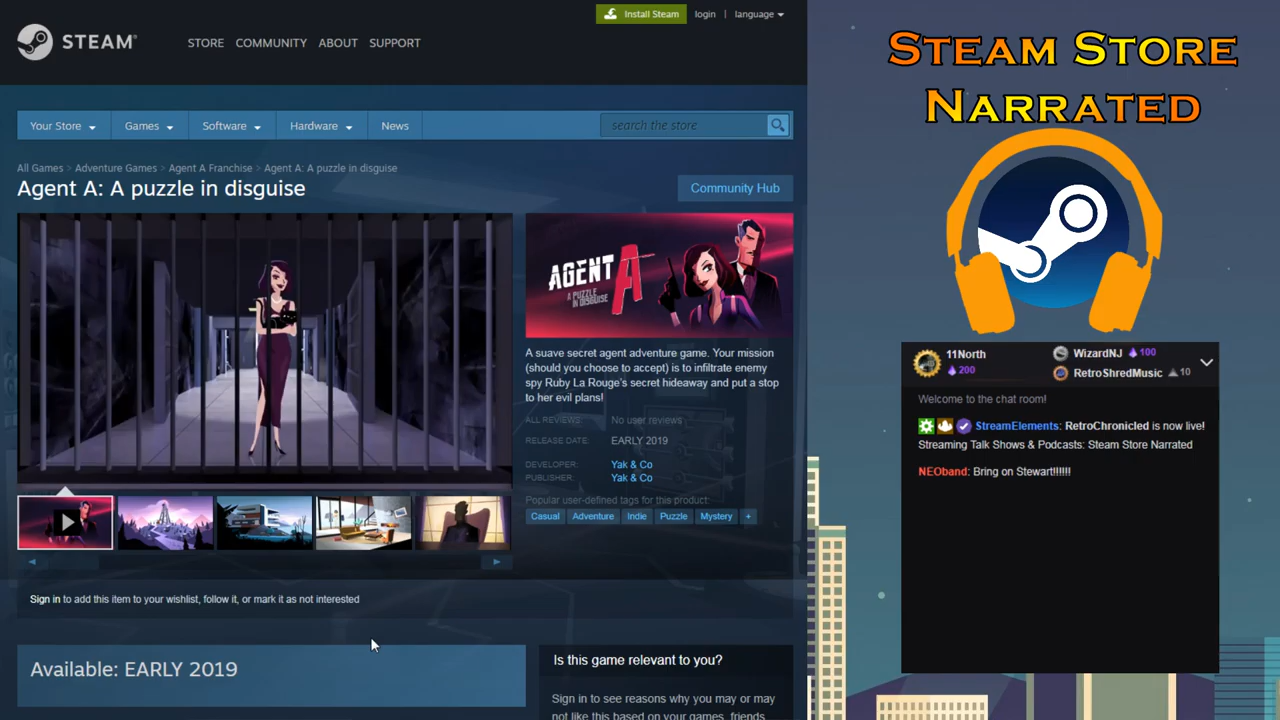 Install Steam login | language
STEAM® STORE COMMUNITY ABOUT SUPPORT
Your Store Games Software Hardware News search the store
All Games > Adventure Games > Agent A Franchise > Agent A: A puzzle in disguise
Agent A: A puzzle in disguise
Community Hub
AGENT A
A PUZZLE
IN DISGUISE
A suave secret agent adventure game. Your mission
(should you choose to accept) is to infiltrate enemy
spy Ruby La Rouge's secret hideaway and put a stop
to her evil plans!
ALL REVIEWS: No user reviews
RELEASE DATE: EARLY 2019
DEVELOPER: Yak & Co
PUBLISHER: Yak & Co
Popular user-defined tags for this product:
Casual Adventure Indie Puzzle Mystery +
Sign in to add this item to your wishlist, follow it, or mark it as not interested
Available: EARLY 2019
Is this game relevant to you?
Sign in to see reasons why you may or may
not like this based on your games, friends,
STEAM STORE
NARRATED
11North
200
WizardNJ 100
RetroShredMusic 10
Welcome to the chat room!
StreamElements: RetroChronicled is now live!
Streaming Talk Shows & Podcasts: Steam Store Narrated
NEOband: Bring on Stewart!!!!!!